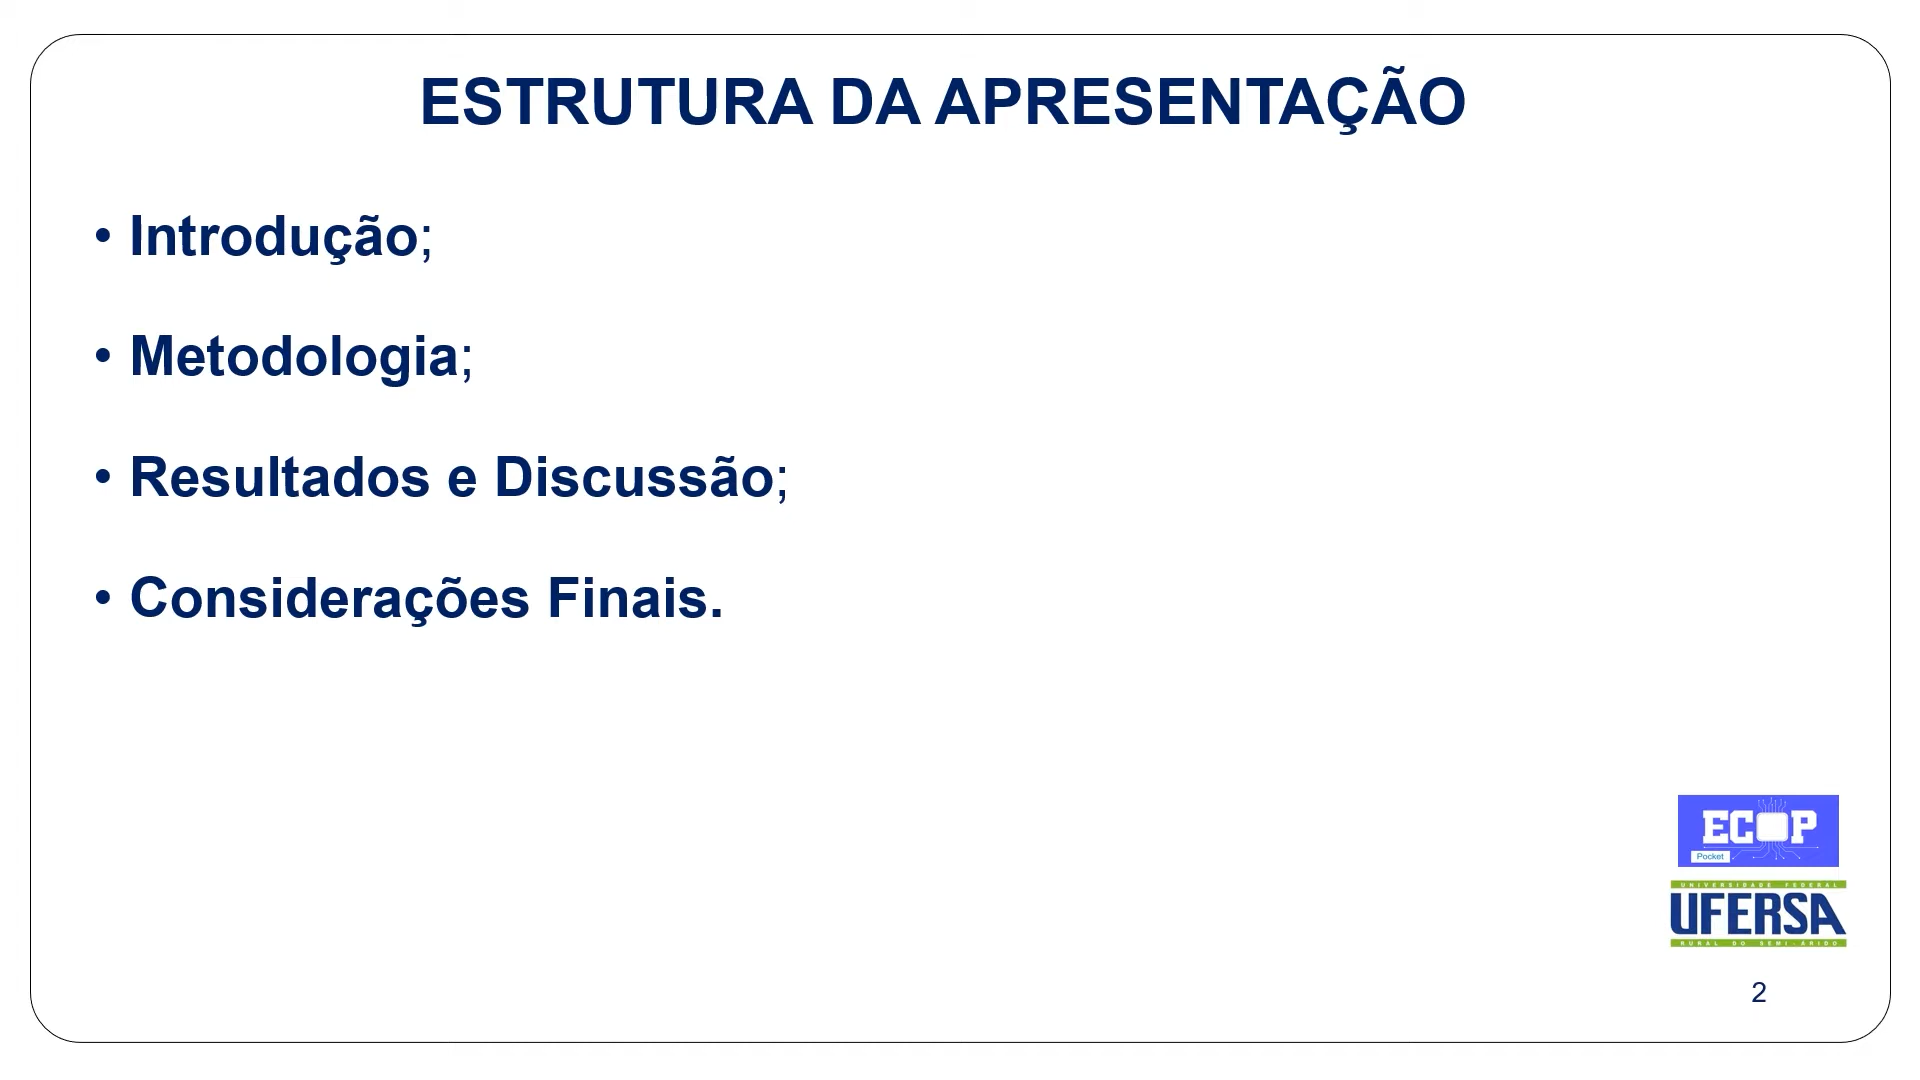 ESTRUTURA DA APRESENTAÇÃO
• Introdução;
• Metodologia;
• Resultados e Discussão;
• Considerações Finais.
ECOP
Pocket
UNIVERSIDADE FEDERAL
UFERSA
RURAL DO SEMI-ÁRIDO
2